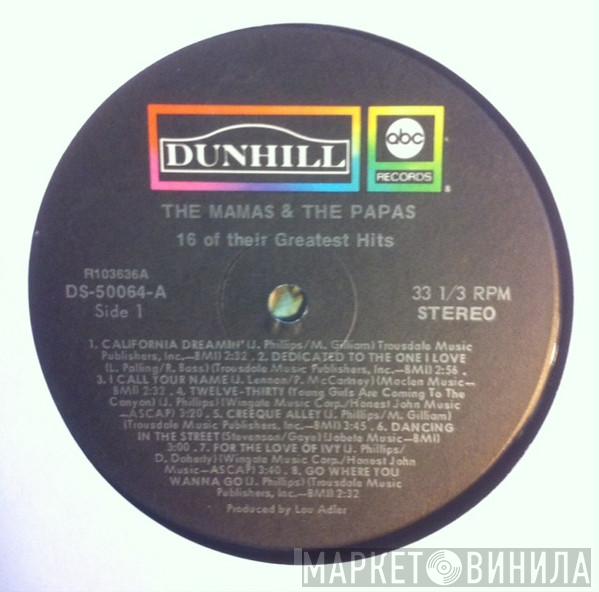 DUNHILL
abc
RECORDS
THE MAMAS & THE PAPAS
16 of their Greatest Hits
R103636A
DS-50064-A
Side 1
33 1/3 RPM
STEREO
1. CALIFORNIA DREAMIN' (J. Phillips/M. Gilliam) (Trousdale Music
Publishers, Inc.—BMI) 2:32 . 2. DEDICATED TO THE ONE I LOVE
(L. Palling/R. Bass) (Trousdale Music Publishers, Inc.—BMI) 2:56 .
3. I CALL YOUR NAME (J. Lennon/P. McCartney) (Maclen Music—
BMI) 2:32 . 4. TWELVE-THIRTY (Young Girls Are Coming To The
Canyon) (J. Phillips) (Wingate Music Corp./Honest John Music
—ASCAP) 3:20 . 5. CREEQUE ALLEY (J. Phillips/M. Gilliam)
(Trousdale Music Publishers, Inc.—BMI) 3:45 . 6. DANCING
IN THE STREET (Stevenson/Gaye) (Jobete Music—BMI)
3:00 . 7. FOR THE LOVE OF IVY (J. Phillips/
D. Doherty) (Wingate Music Corp./Honest John
Music—ASCAP) 3:40 . 8. GO WHERE YOU
WANNA GO (J. Phillips) (Trousdale Music
Publishers, Inc.—BMI) 2:32
Produced by Lou Adler
МАРКЕТОВИНИЛА